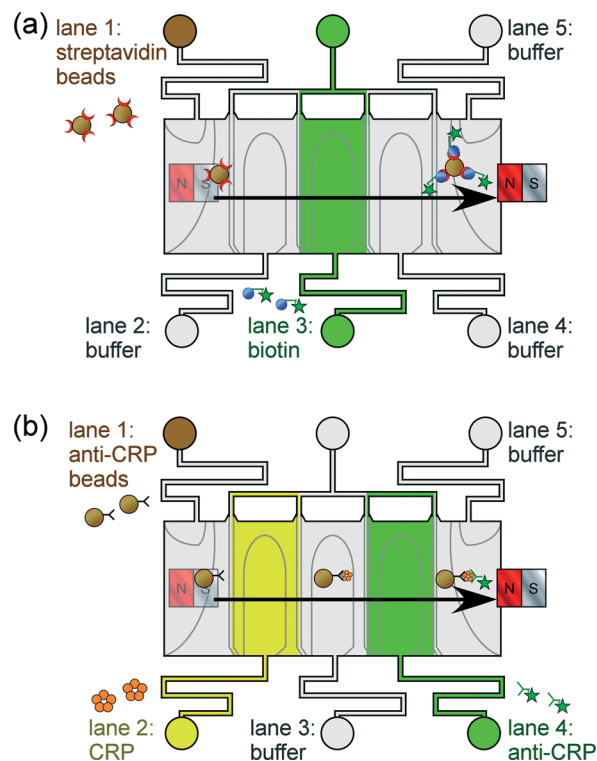 (a)
lane 1:
streptavidin
beads
lane 5:
buffer
N S
N S
lane 2:
buffer
lane 3:
biotin
lane 4:
buffer
(b)
lane 1:
anti-CRP
beads
lane 5:
buffer
N S
N S
lane 2:
CRP
lane 3:
buffer
lane 4:
anti-CRP